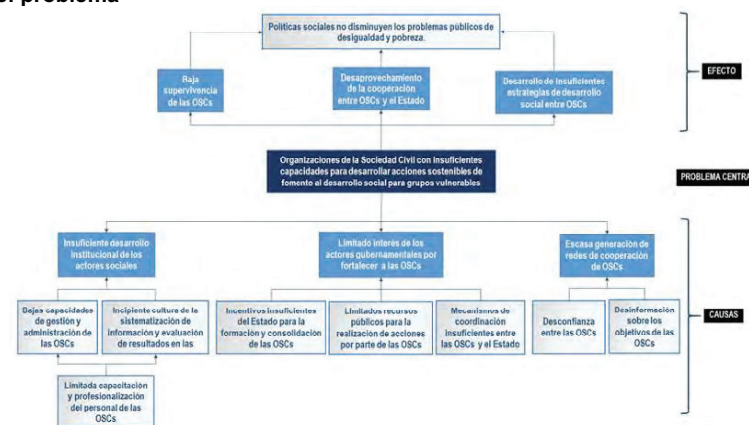 el problema
Políticas sociales no disminuyen los problemas públicos de
desigualdad y pobreza.
EFECTO
Baja
supervivencia
de las OSCs
Desaprovechamiento
de la cooperación
entre OSCs y el Estado
Desarrollo de insuficientes
estrategias de desarrollo
social entre OSCs
Organizaciones de la Sociedad Civil con insuficientes
capacidades para desarrollar acciones sostenibles de
fomento al desarrollo social para grupos vulnerables
PROBLEMA CENTRA
Insuficiente desarrollo
institucional de los
actores sociales
Limitado interés de los
actores gubernamentales por
fortalecer a las OSCs
Escasa generación de
redes de cooperación
de OSCs
CAUSAS
Bajas capacidades
de gestión y
administración de
las OSCs
Incipiente cultura de la
sistematización de
información y evaluación
de resultados en las
Incentivos insuficientes
del Estado para la
formación y consolidación
de las OSCs
Limitados recursos
públicos para la
realización de acciones
por parte de las OSCs
Mecanismos de
coordinación
insuficientes entre
las OSCs y el Estado
Desconfianza
entre las OSCs
Desinformación
sobre los
objetivos de las
OSCs
Limitada capacitación
y profesionalización
del personal de las
OSCs